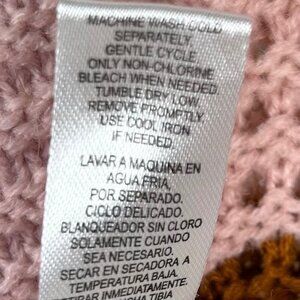 MACHINE WASH COLD
SEPARATELY.
GENTLE CYCLE.
ONLY NON-CHLORINE
BLEACH WHEN NEEDED.
TUMBLE DRY LOW.
REMOVE PROMPTLY.
USE COOL IRON
IF NEEDED.
LAVAR A MAQUINA EN
AGUA FRIA,
POR SEPARADO.
CICLO DELICADO.
BLANQUEADOR SIN CLORO
SOLAMENTE CUANDO
SEA NECESARIO.
SECAR EN SECADORA A
TEMPERATURA BAJA.
INMEDIATAMENTE.
TIBIA